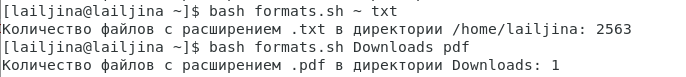 [lailjina@lailjina ~]$ bash formats.sh ~ txt
Количество файлов с расширением .txt в директории /home/lailjina: 2563
[lailjina@lailjina ~]$ bash formats.sh Downloads pdf
Количество файлов с расширением .pdf в директории Downloads: 1